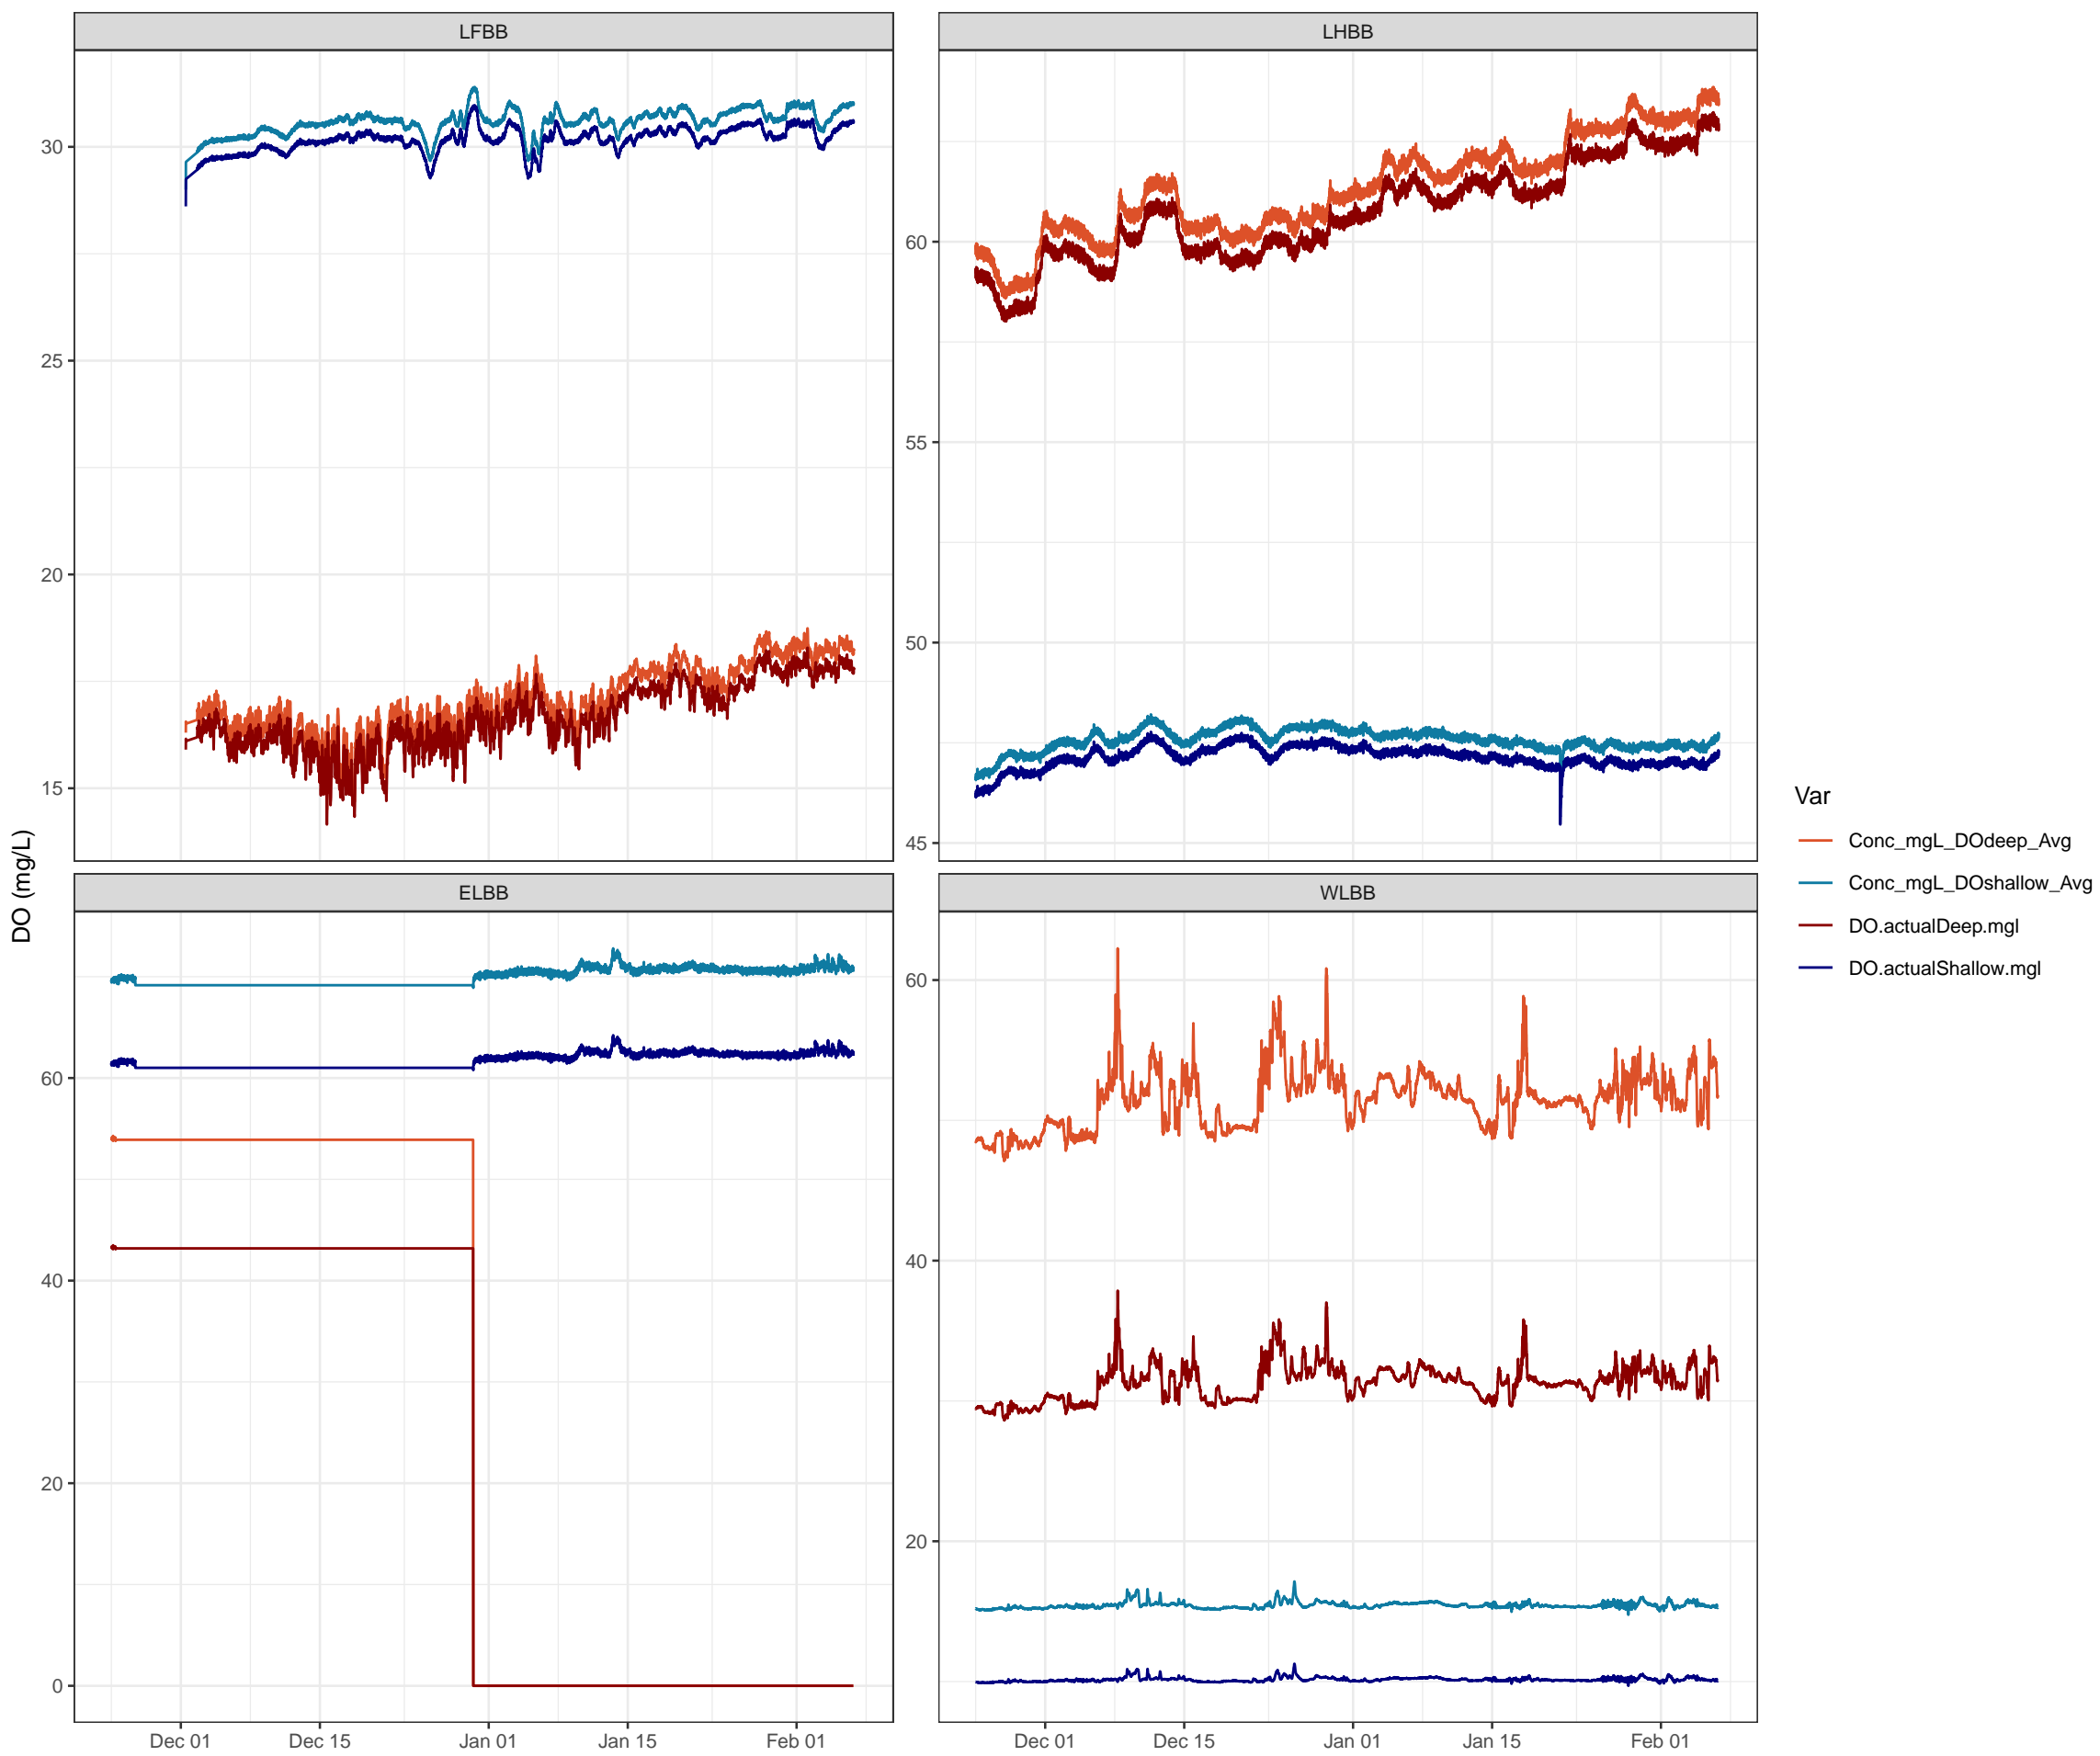 LFBB
LHBB
30
25
20
15
60
55
50
45
DO (mg/L)
ELBB
WLBB
60
40
20
0
60
40
20
Dec 01
Dec 15
Jan 01
Jan 15
Feb 01
Dec 01
Dec 15
Jan 01
Jan 15
Feb 01
Var
Conc_mgL_DOdeep_Avg
Conc_mgL_DOshallow_Avg
DO.actualDeep.mgl
DO.actualShallow.mgl